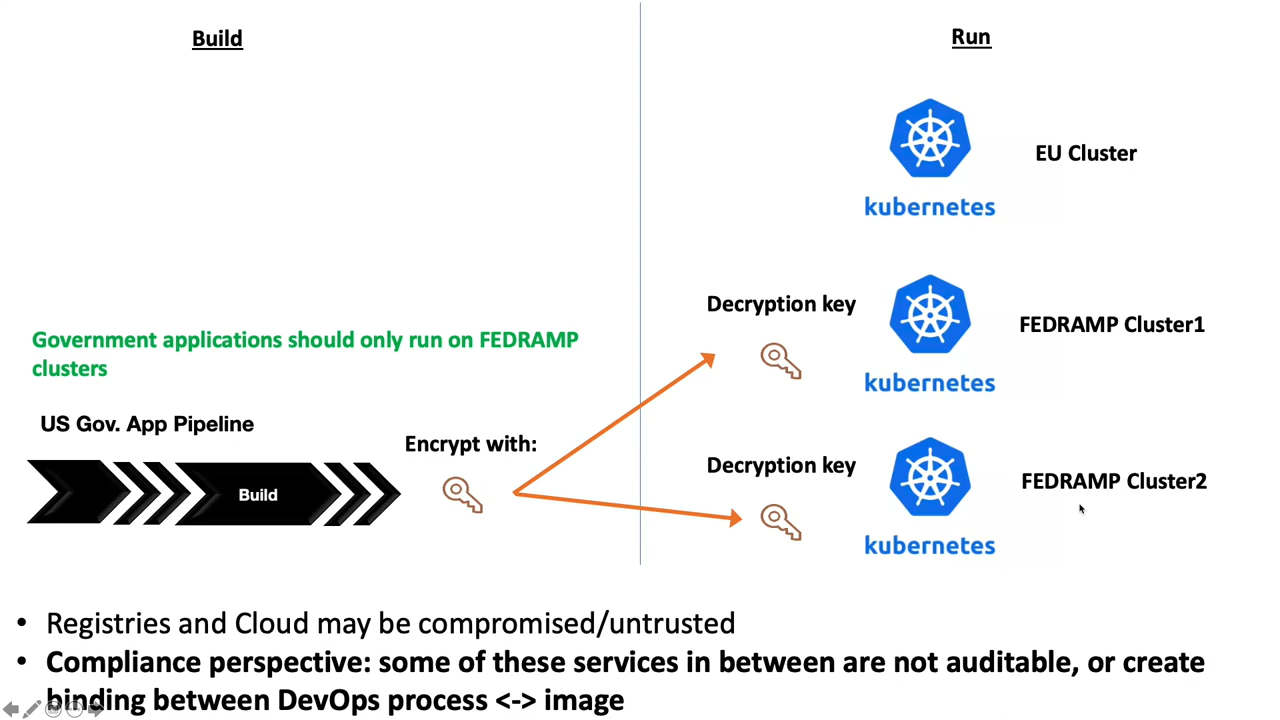 Build
Run
EU Cluster
kubernetes
Decryption key
FEDRAMP Cluster1
kubernetes
Government applications should only run on FEDRAMP
clusters
US Gov. App Pipeline
Encrypt with:
Build
Decryption key
FEDRAMP Cluster2
kubernetes
• Registries and Cloud may be compromised/untrusted
• Compliance perspective: some of these services in between are not auditable, or create
binding between DevOps process <-> image